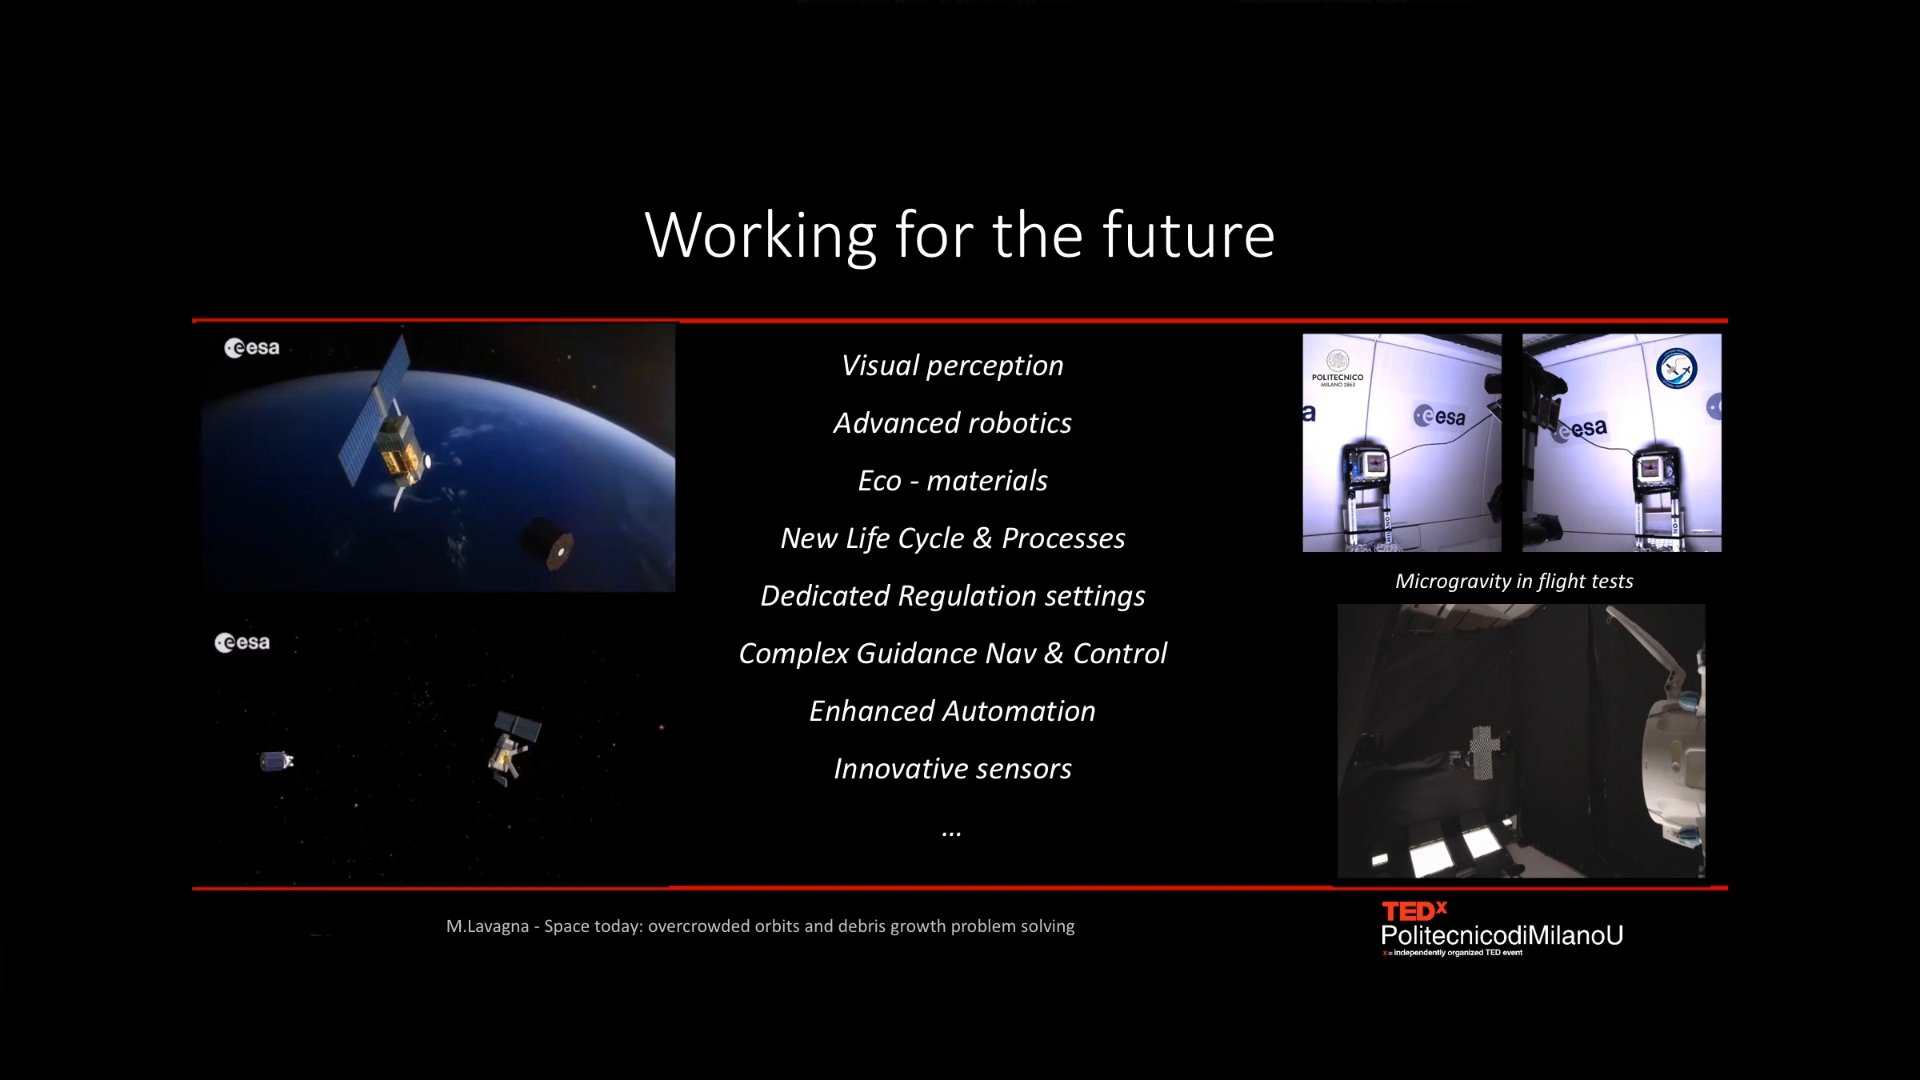 Working for the future
esa
esa
Visual perception
Advanced robotics
Eco - materials
New Life Cycle & Processes
Dedicated Regulation settings
Complex Guidance Nav & Control
Enhanced Automation
Innovative sensors
...
POLITECNICO
MILANO 1863
a
esa
esa
Microgravity in flight tests
M.Lavagna - Space today: overcrowded orbits and debris growth problem solving
TEDx
PolitecnicodiMilanoU
x = independently organized TED event